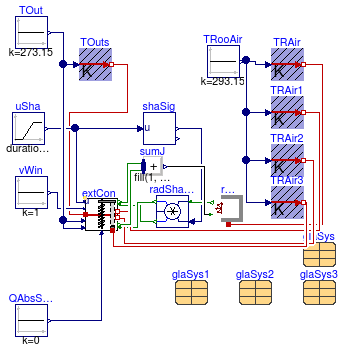 TOut
TOuts
k=273.15
TRooAir
k=293.15
TRAir
uSha
duratio...
shaSig
u
TRAir1
vWin
k=1
sumJ
+
fill(1, ...
TRAir2
extCon
radSha...
r...
TRAir3
glaSys
glaSys1
glaSys2
glaSys3
QAbsS...
k=0
K
K
K
K
K